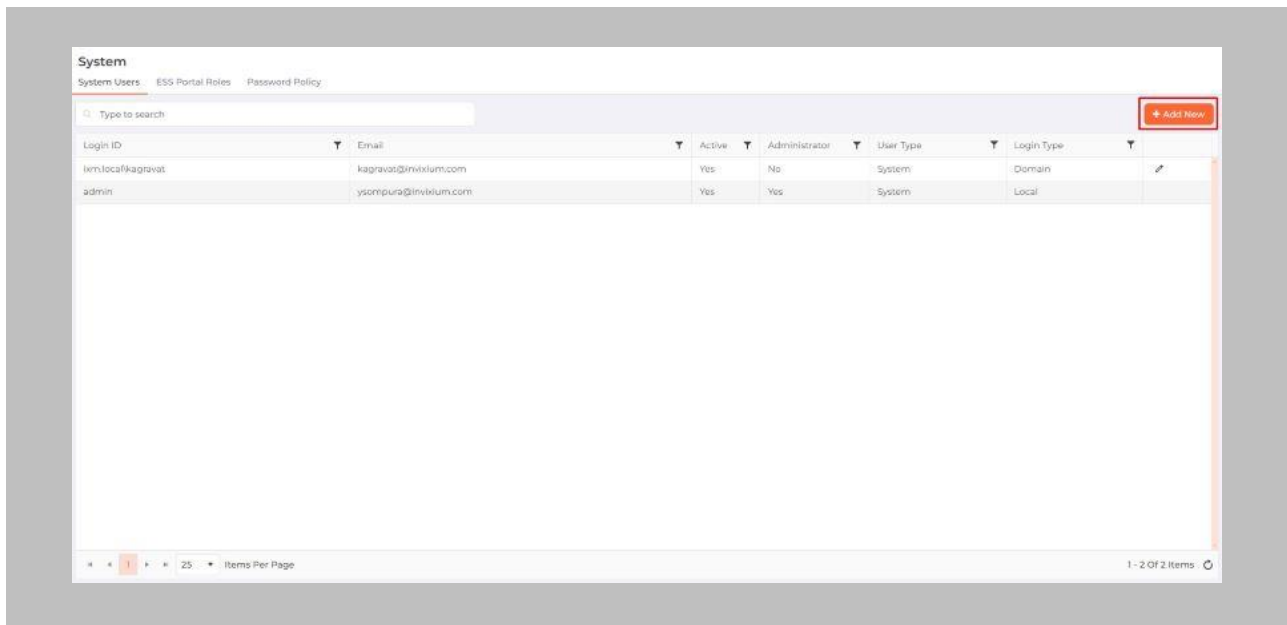 System
System Users ESS Portal Roles Password Policy
Type to search
+ Add New
Login ID Email Active Administrator User Type Login Type
ixm.local\kagravat kagravat@invixium.com Yes No System Domain
admin ysompura@invixium.com Yes Yes System Local
1 25 Items Per Page 1 - 2 Of 2 Items